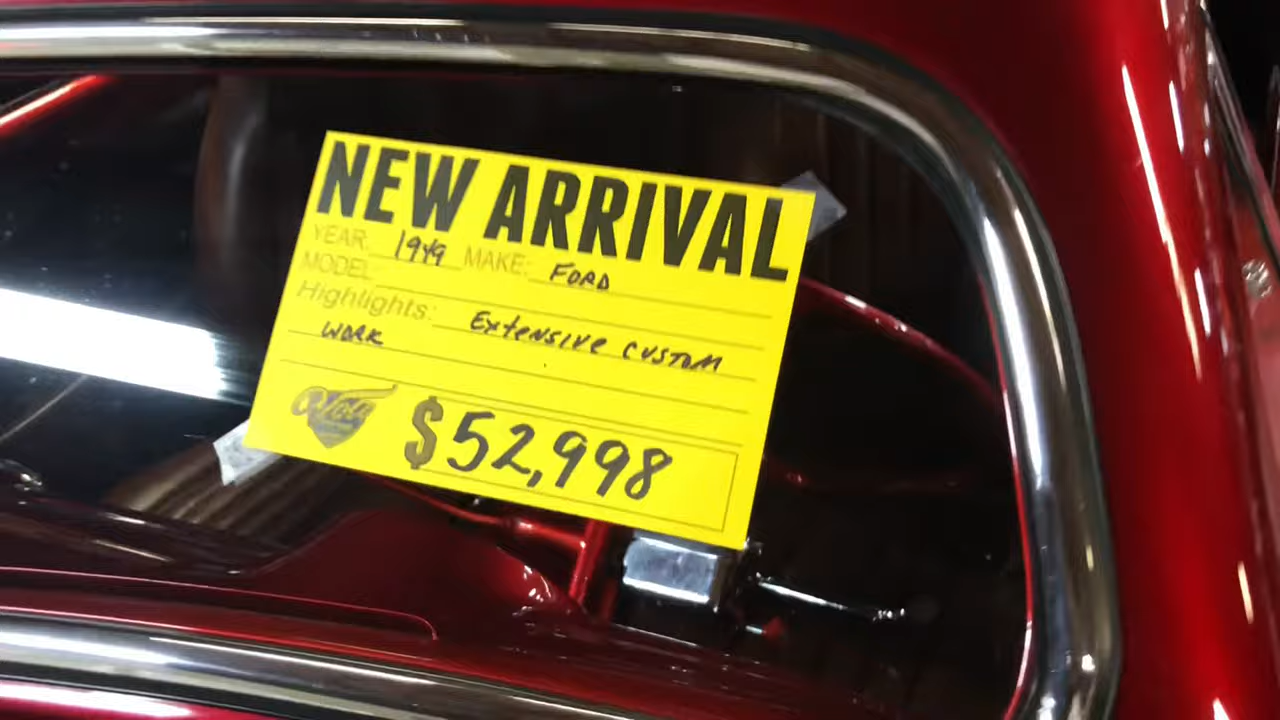 NEW ARRIVAL
YEAR: 1949 MAKE: FORD
MODEL:
Highlights: Extensive custom
work
$52,998